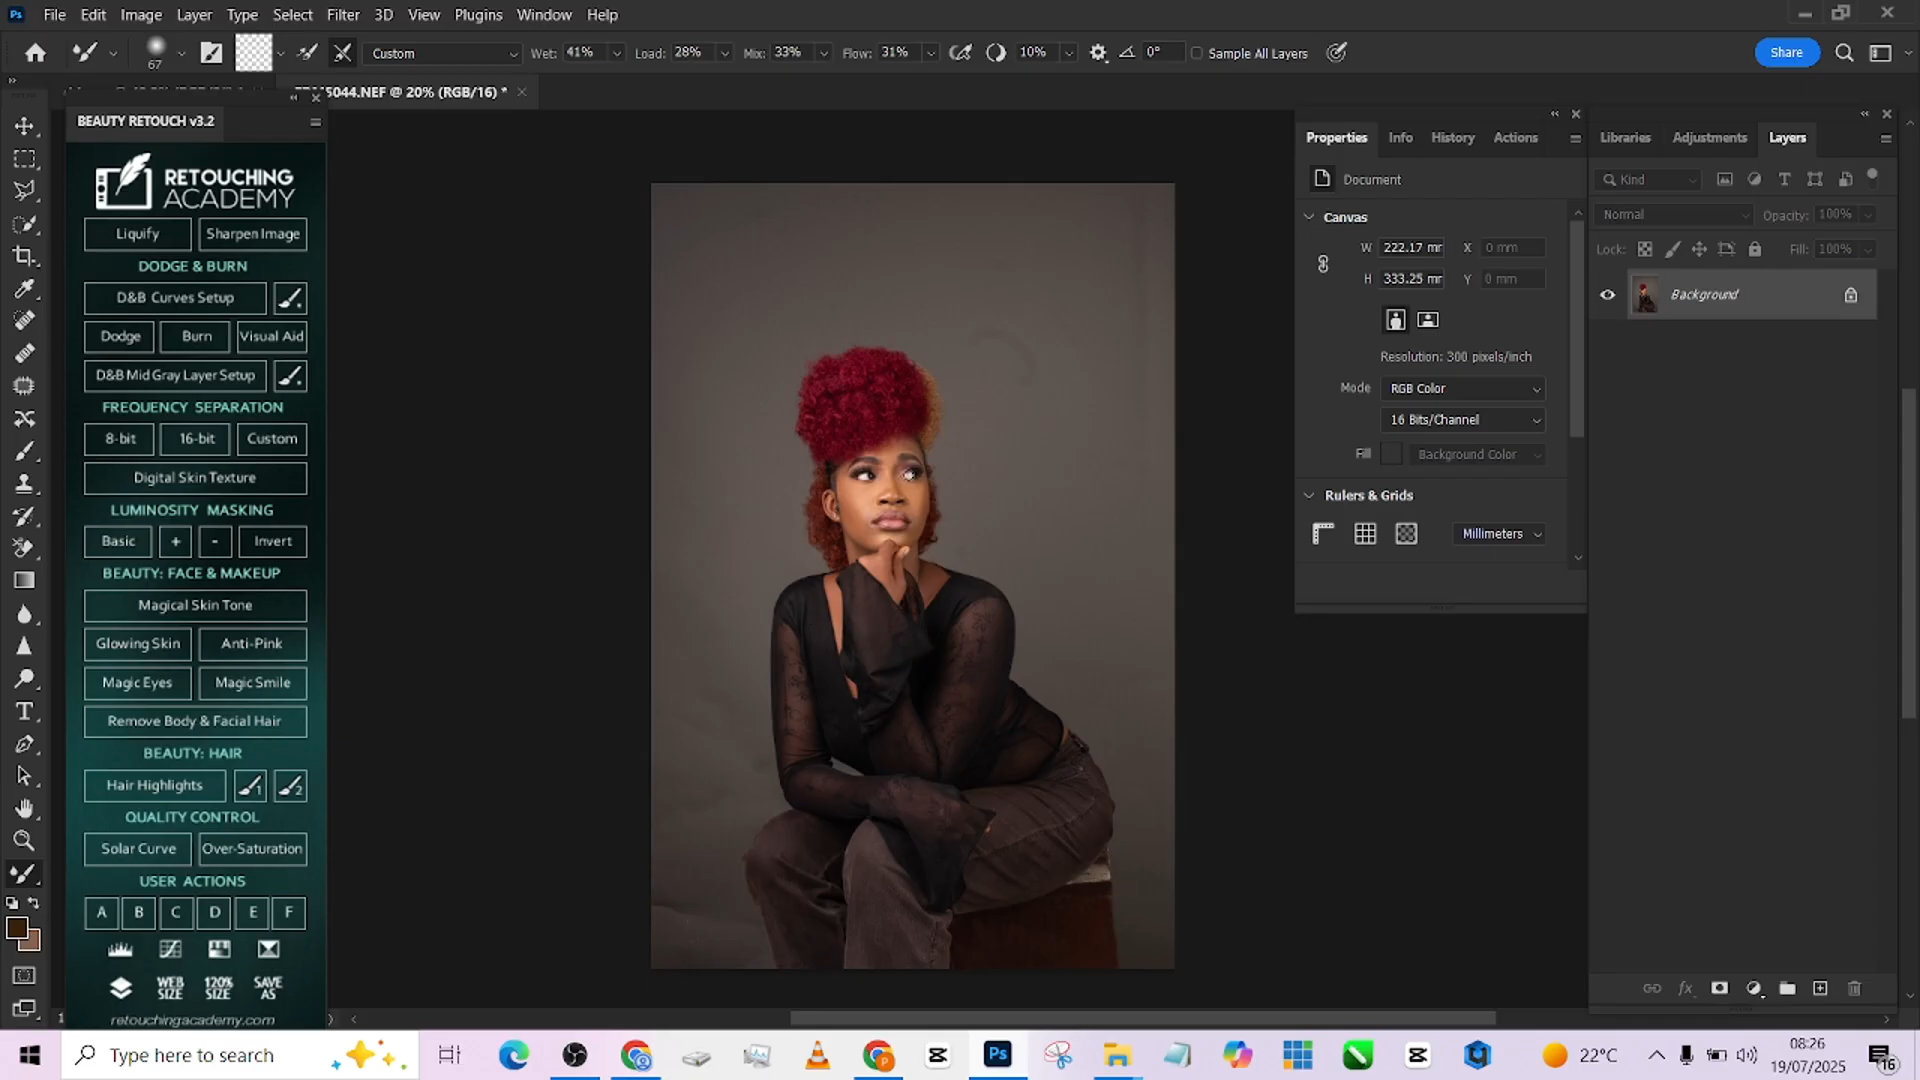 Ps File Edit Image Layer Type Select Filter 3D View Plugins Window Help
67 Custom Wet: 41% Load: 28% Mix: 33% Flow: 31% 10% 0° Sample All Layers Share
5044.NEF @ 20% (RGB/16) *
BEAUTY RETOUCH v3.2
RETOUCHING
ACADEMY
Liquify Sharpen Image
DODGE & BURN
D&B Curves Setup
Dodge Burn Visual Aid
D&B Mid Gray Layer Setup
FREQUENCY SEPARATION
8-bit 16-bit Custom
Digital Skin Texture
LUMINOSITY MASKING
Basic + - Invert
BEAUTY: FACE & MAKEUP
Magical Skin Tone
Glowing Skin Anti-Pink
Magic Eyes Magic Smile
Remove Body & Facial Hair
BEAUTY: HAIR
Hair Highlights 1 2
QUALITY CONTROL
Solar Curve Over-Saturation
USER ACTIONS
A B C D E F
WEB SIZE 120% SIZE SAVE AS
retouchingacademy.com
Properties Info History Actions
Document
Canvas
W 222.17 mr X 0 mm
H 333.25 mr Y 0 mm
Resolution: 300 pixels/inch
Mode RGB Color
16 Bits/Channel
Fill Background Color
Rulers & Grids
Millimeters
Libraries Adjustments Layers
Kind
Normal Opacity: 100%
Lock: Fill: 100%
Background
fx
Type here to search
Ps
22°C
08:26
19/07/2025
16